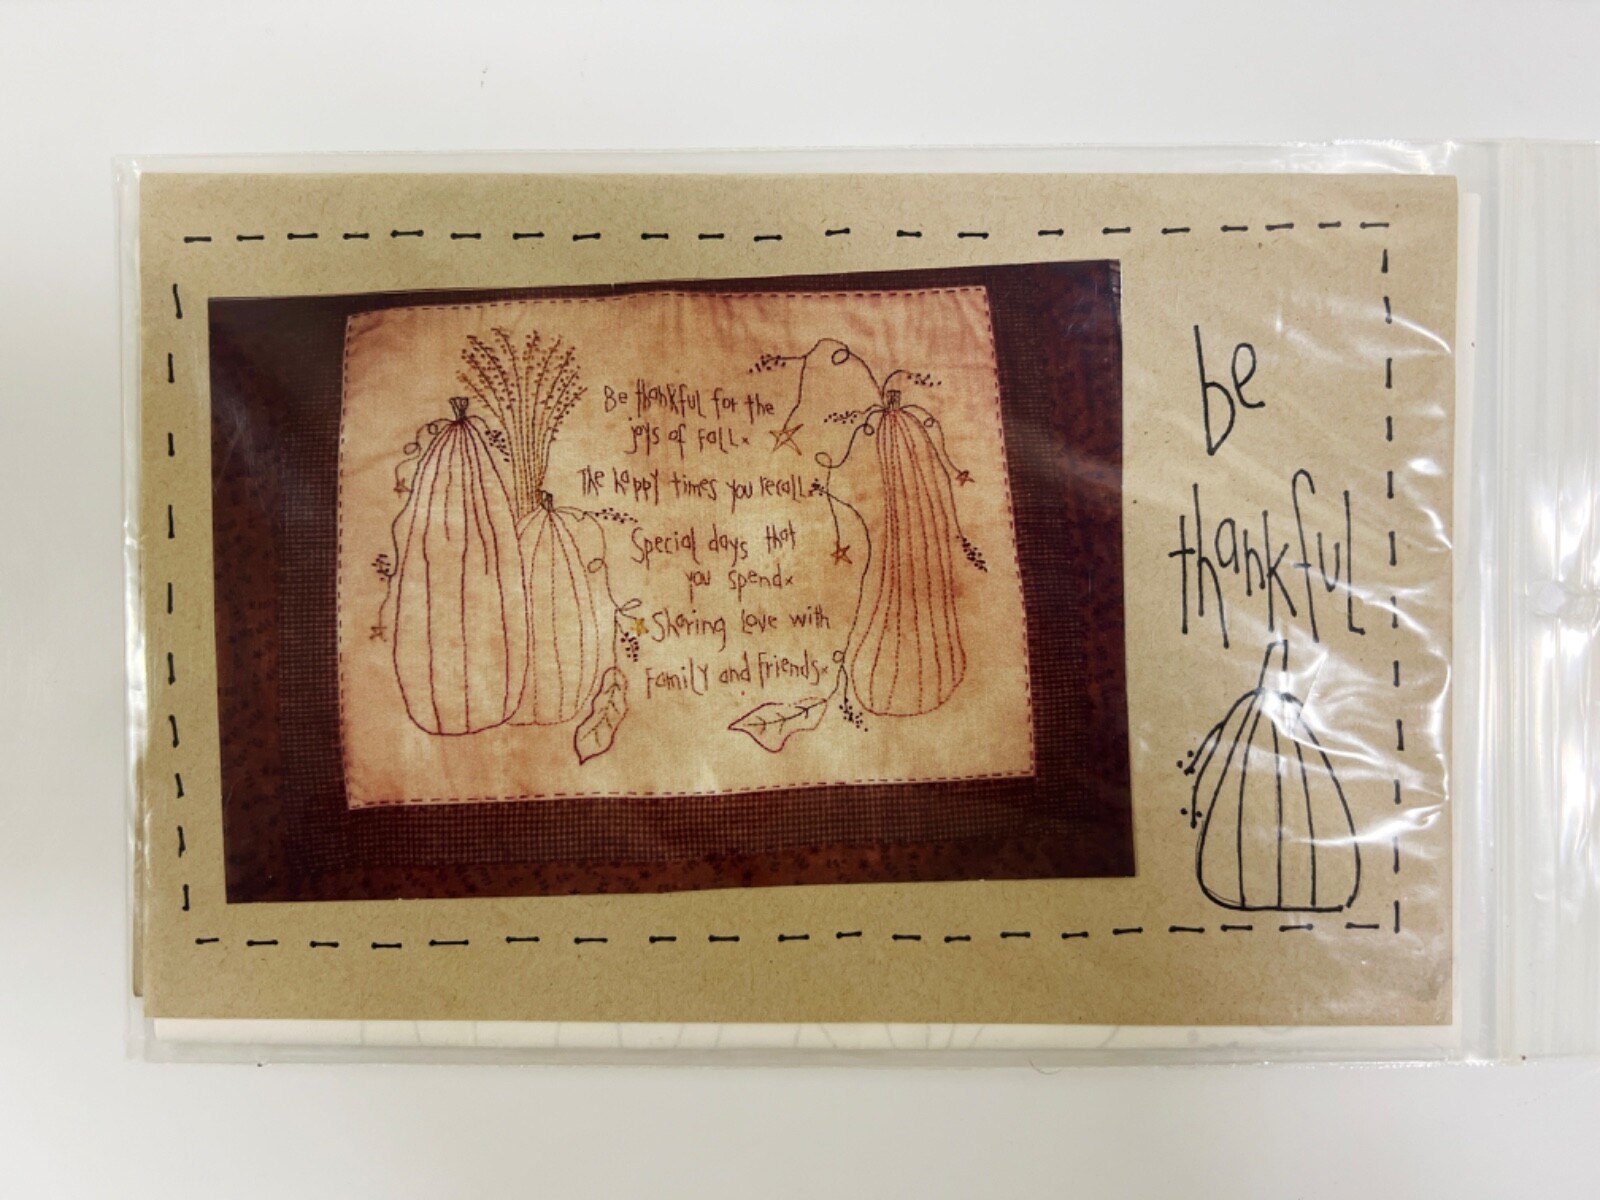 Be thankful for the
joys of Fall.
The happy times you recall.
Special days that
you spend
Sharing Love with
Family and Friends
be
thankful